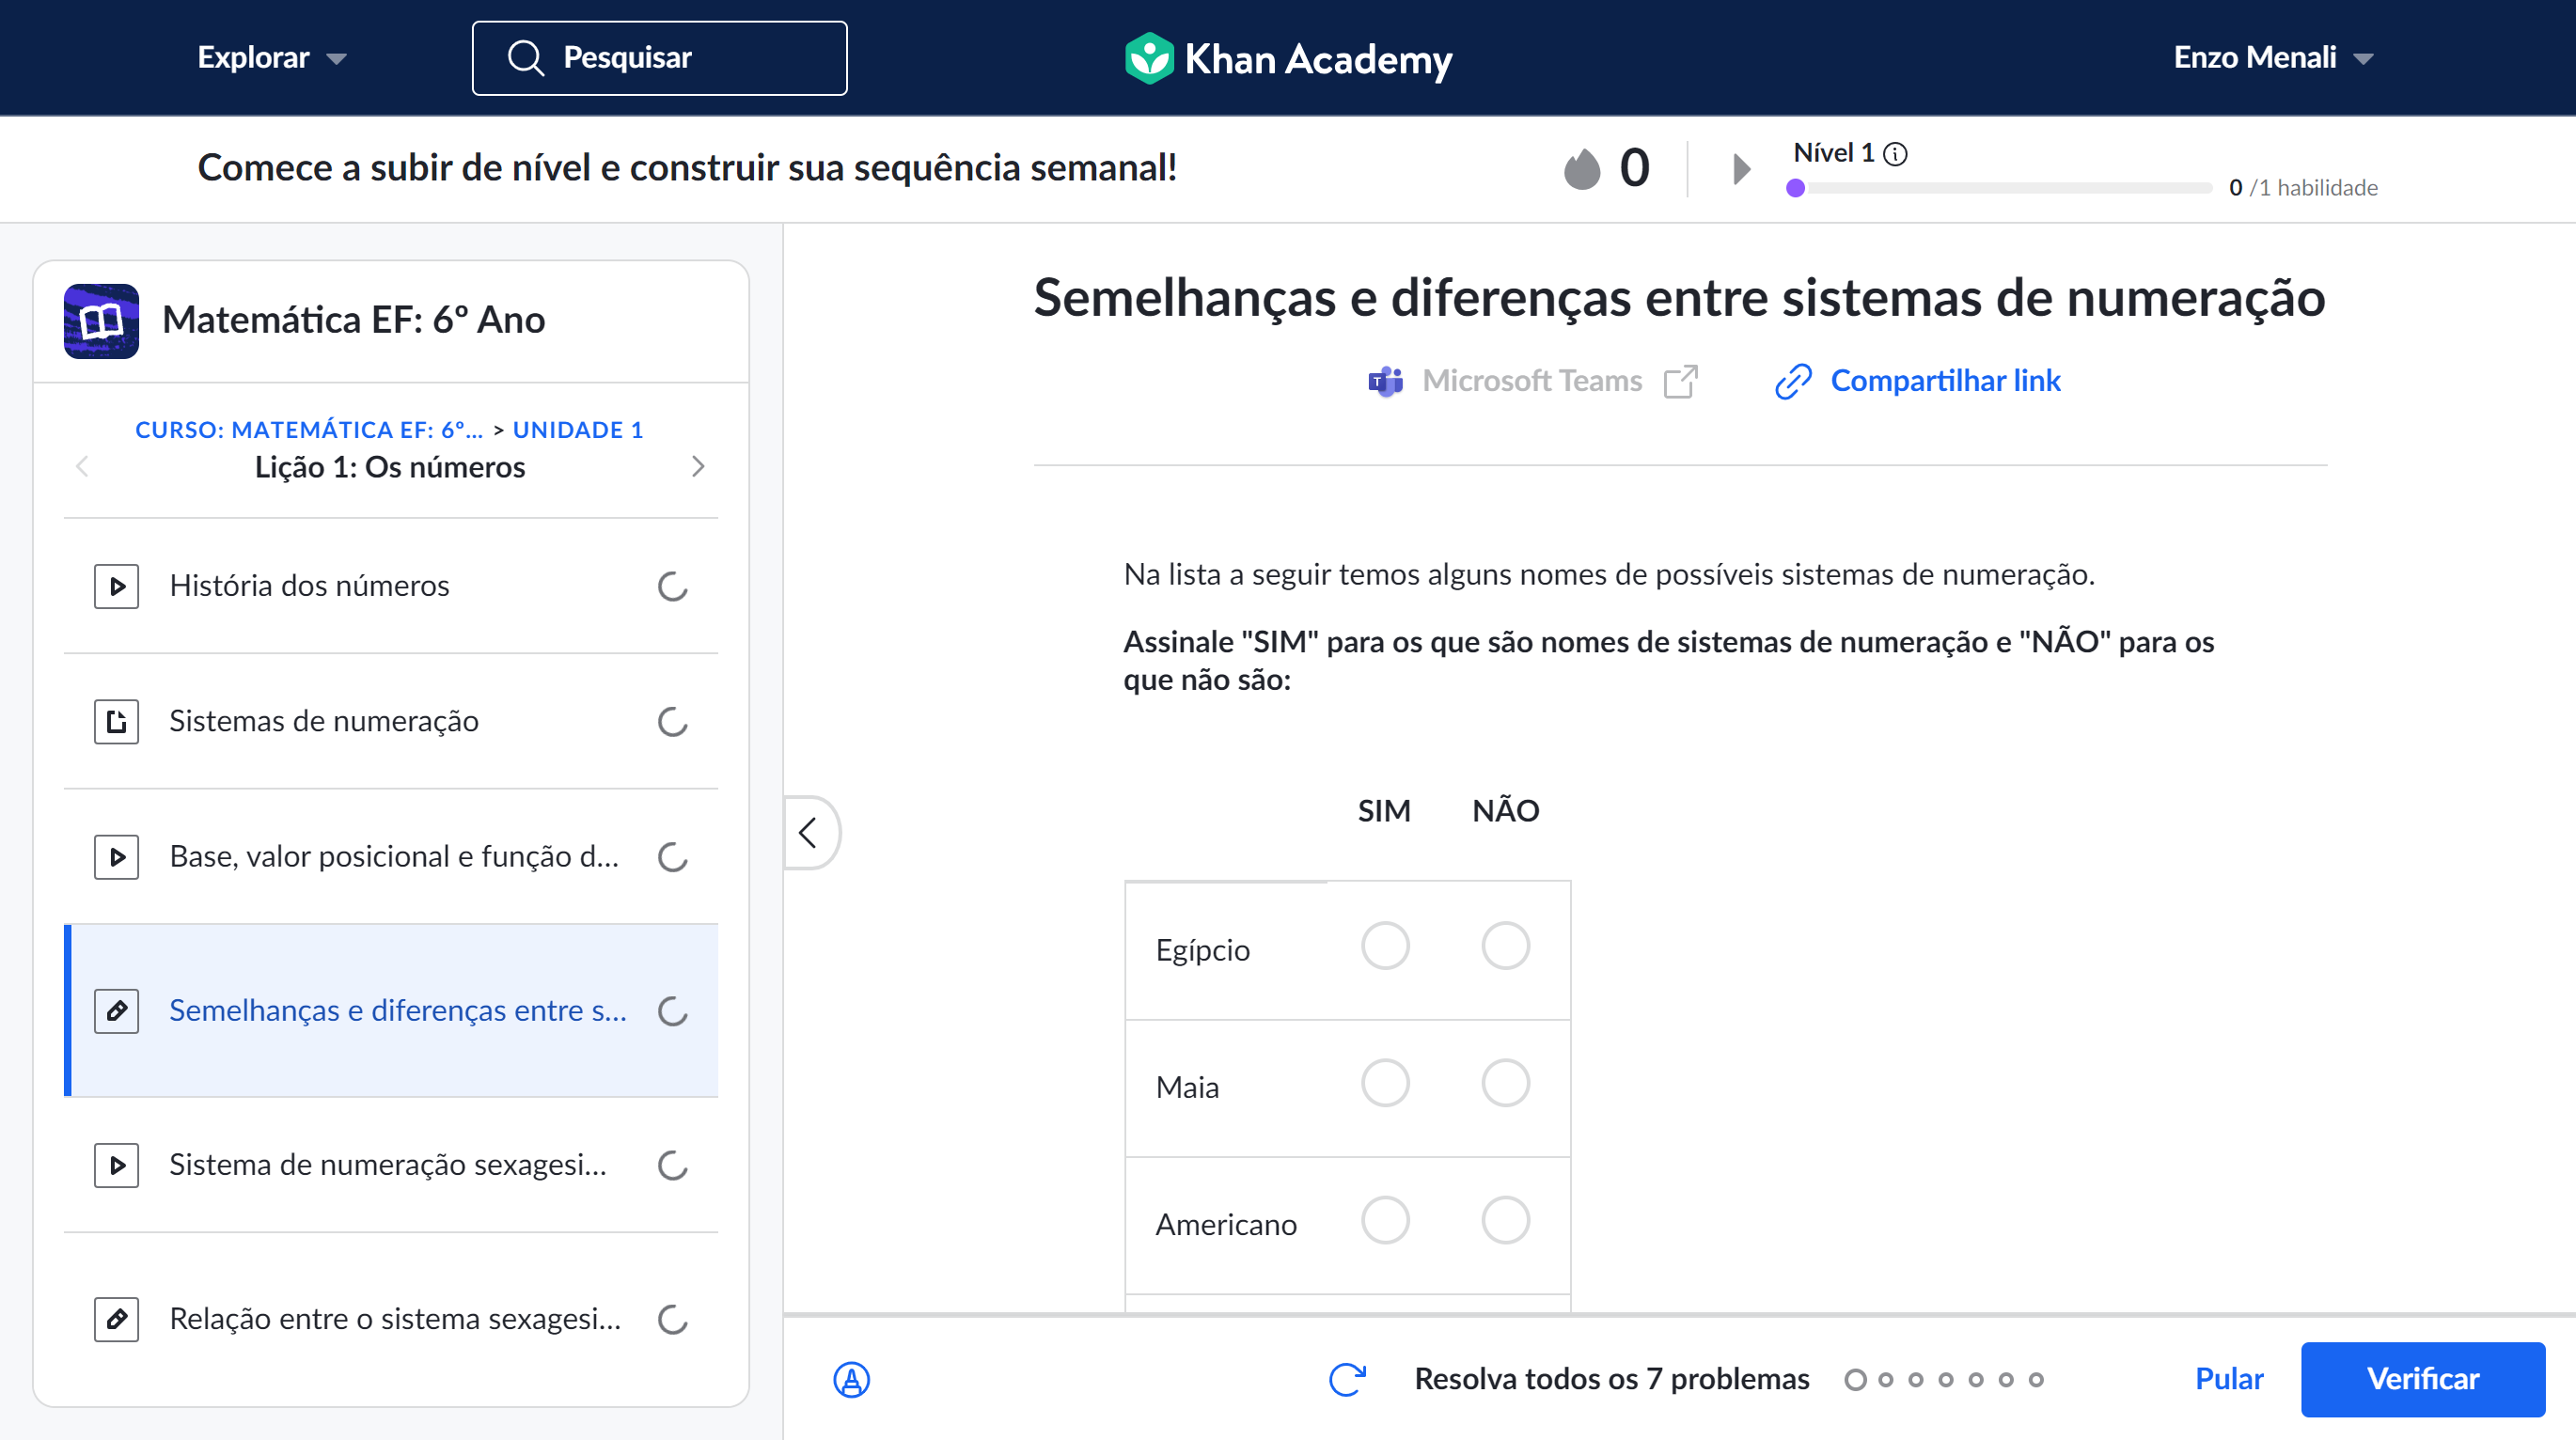 Explorar
Pesquisar
Khan Academy
Enzo Menali
Comece a subir de nível e construir sua sequência semanal!
0
Nível 1
0 /1 habilidade
Matemática EF: 6º Ano
CURSO: MATEMÁTICA EF: 6º... > UNIDADE 1
Lição 1: Os números
História dos números
Sistemas de numeração
Base, valor posicional e função d...
Semelhanças e diferenças entre s...
Sistema de numeração sexagesi...
Relação entre o sistema sexagesi...
Semelhanças e diferenças entre sistemas de numeração
Microsoft Teams
Compartilhar link
Na lista a seguir temos alguns nomes de possíveis sistemas de numeração.
Assinale "SIM" para os que são nomes de sistemas de numeração e "NÃO" para os
que não são:
SIM NÃO
Egípcio
Maia
Americano
Resolva todos os 7 problemas
Pular
Verificar